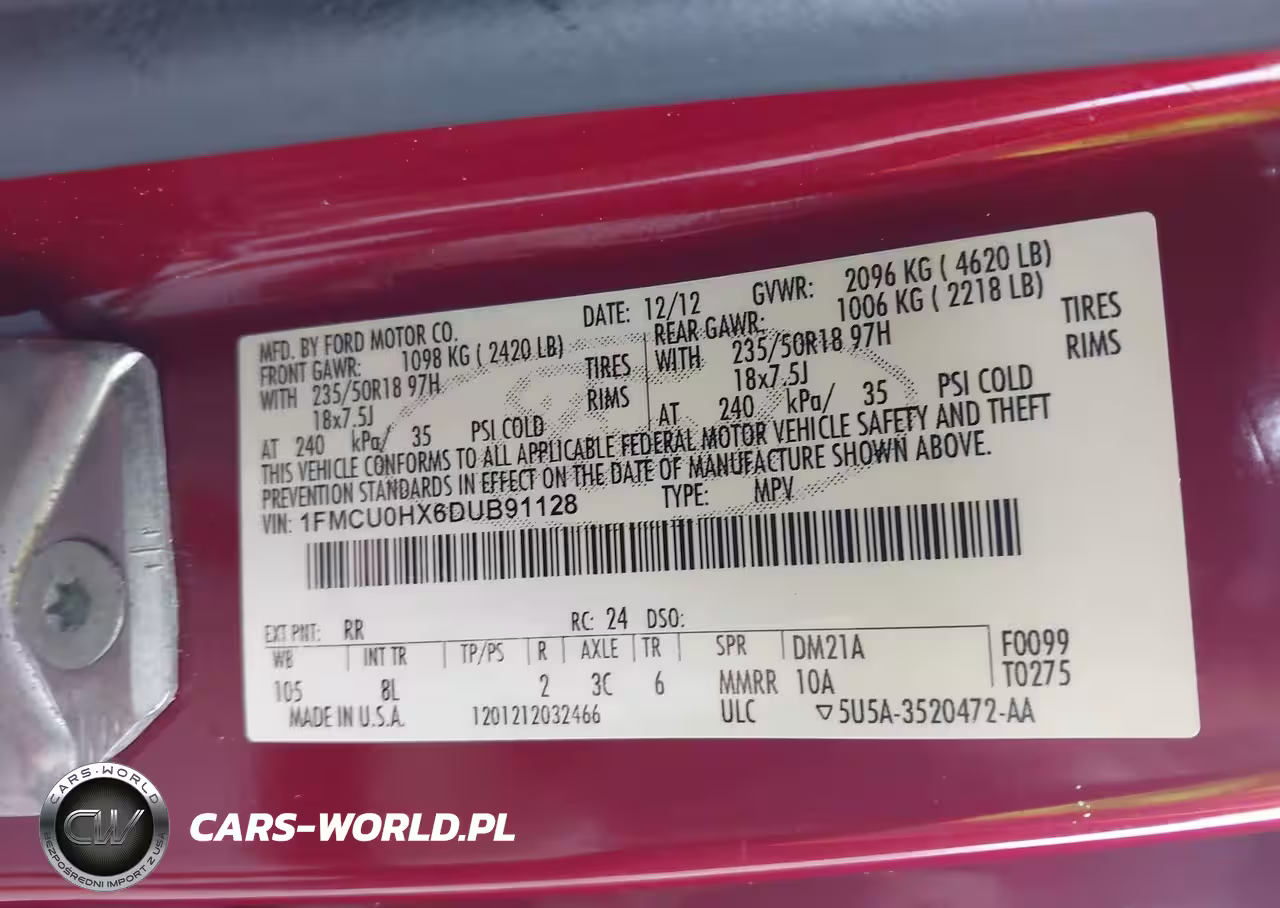 MFD. BY FORD MOTOR CO. DATE: 12/12 GVWR: 2096 KG ( 4620 LB)
FRONT GAWR: 1098 KG ( 2420 LB) REAR GAWR: 1006 KG ( 2218 LB)
WITH 235/50R18 97H TIRES WITH 235/50R18 97H TIRES
18x7.5J RIMS 18x7.5J RIMS
AT 240 kPa/ 35 PSI COLD AT 240 kPa/ 35 PSI COLD
THIS VEHICLE CONFORMS TO ALL APPLICABLE FEDERAL MOTOR VEHICLE SAFETY AND THEFT
PREVENTION STANDARDS IN EFFECT ON THE DATE OF MANUFACTURE SHOWN ABOVE.
VIN: 1FMCU0HX6DUB91128 TYPE: MPV
EXT PNT: RR RC: 24 DSO:
WB INT TR TP/PS R AXLE TR SPR DM21A F0099
105 8L 2 3C 6 MMRR 10A T0275
MADE IN U.S.A. 1201212032466 ULC ▽5U5A-3520472-AA
CARS-WORLD
CW
BEZPOŚREDNI IMPORT Z USA
CARS-WORLD.PL